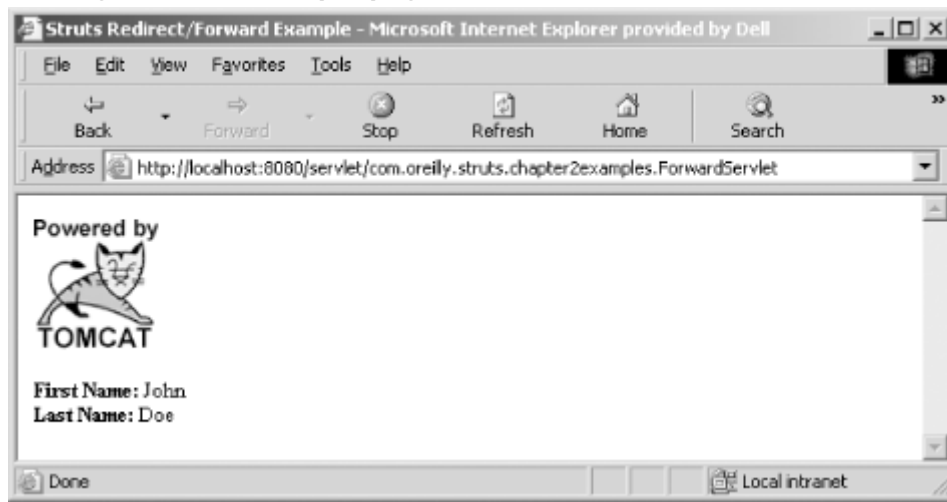 Struts Redirect/Forward Example - Microsoft Internet Explorer provided by Dell
File Edit View Favorites Tools Help
Back Forward Stop Refresh Home Search »
Address http://localhost:8080/servlet/com.oreilly.struts.chapter2examples.ForwardServlet
Powered by
TOMCAT
First Name: John
Last Name: Doe
Done Local intranet